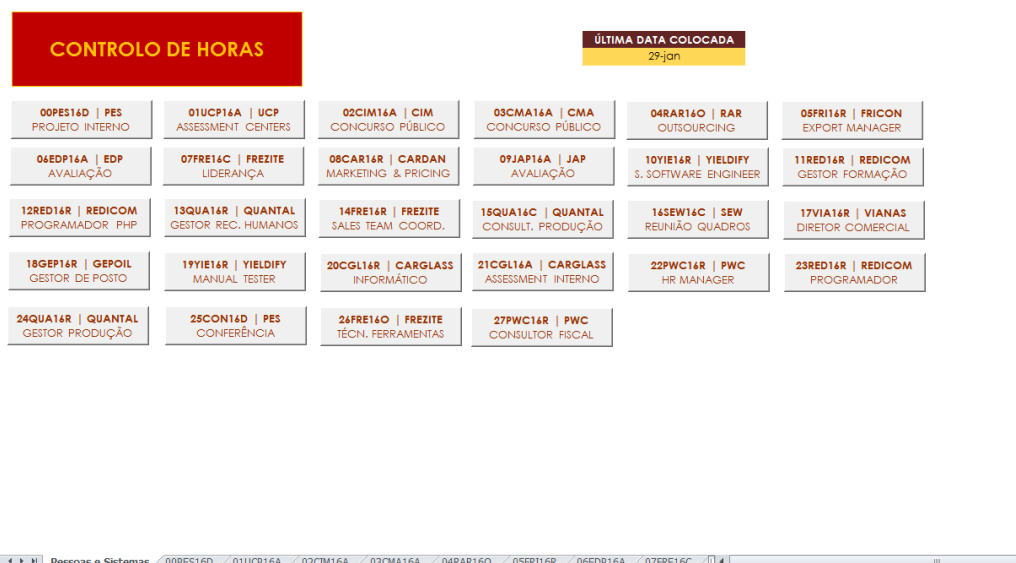 CONTROLO DE HORAS
ÚLTIMA DATA COLOCADA
29-jan
00PES16D | PES
PROJETO INTERNO
01UCP16A | UCP
ASSESSMENT CENTERS
02CIM16A | CIM
CONCURSO PÚBLICO
03CMA16A | CMA
CONCURSO PÚBLICO
04RAR16O | RAR
OUTSOURCING
05FRI16R | FRICON
EXPORT MANAGER
06EDP16A | EDP
AVALIAÇÃO
07FRE16C | FREZITE
LIDERANÇA
08CAR16R | CARDAN
MARKETING & PRICING
09JAP16A | JAP
AVALIAÇÃO
10YIE16R | YIELDIFY
S. SOFTWARE ENGINEER
11RED16R | REDICOM
GESTOR FORMAÇÃO
12RED16R | REDICOM
PROGRAMADOR PHP
13QUA16R | QUANTAL
GESTOR REC. HUMANOS
14FRE16R | FREZITE
SALES TEAM COORD.
15QUA16C | QUANTAL
CONSULT. PRODUÇÃO
16SEW16C | SEW
REUNIÃO QUADROS
17VIA16R | VIANAS
DIRETOR COMERCIAL
18GEP16R | GEPOIL
GESTOR DE POSTO
19YIE16R | YIELDIFY
MANUAL TESTER
20CGL16R | CARGLASS
INFORMÁTICO
21CGL16A | CARGLASS
ASSESSMENT INTERNO
22PWC16R | PWC
HR MANAGER
23RED16R | REDICOM
PROGRAMADOR
24QUA16R | QUANTAL
GESTOR PRODUÇÃO
25CON16D | PES
CONFERÊNCIA
26FRE16O | FREZITE
TÉCN. FERRAMENTAS
27PWC16R | PWC
CONSULTOR FISCAL
Pessoas e Sistemas 00PES16D 01UCP16A 02CIM16A 03CMA16A 04RAR16O 05FRI16R 06EDP16A 07FRE16C